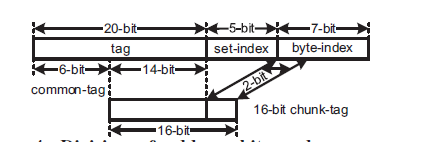 20-bit 5-bit 7-bit
tag set-index byte-index
6-bit 14-bit 2-bit
common-tag
16-bit chunk-tag
16-bit